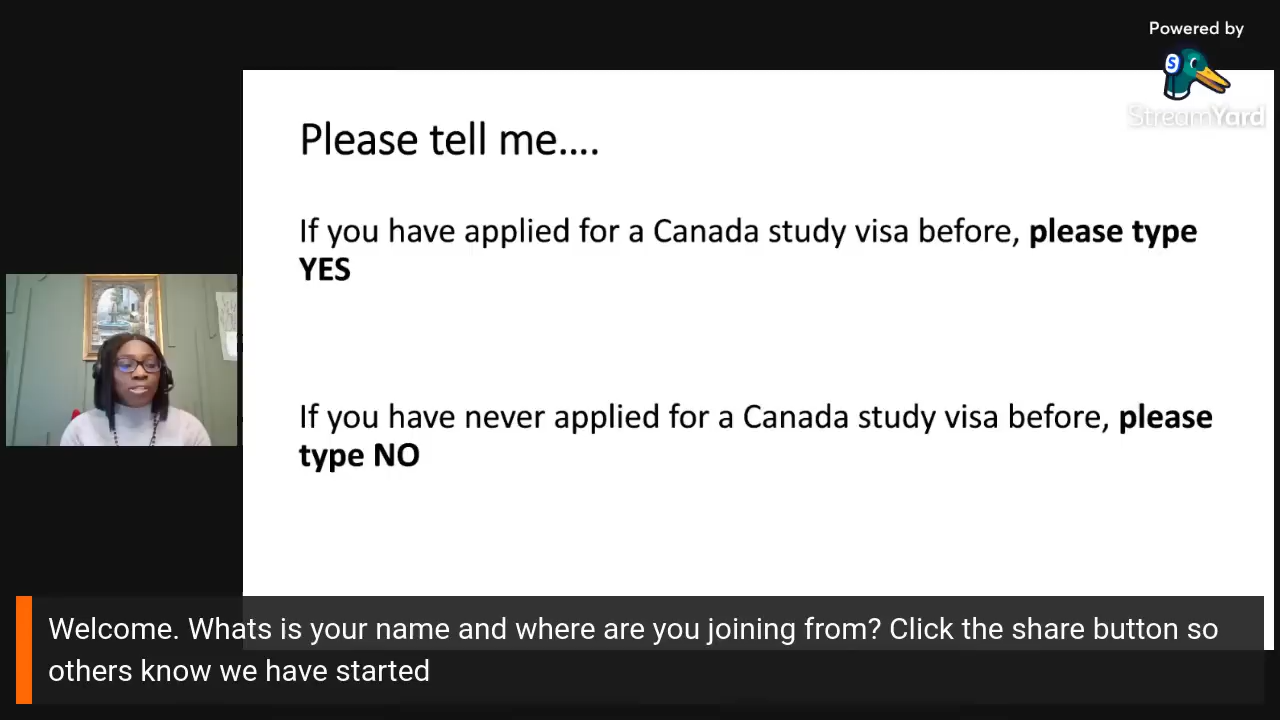 Powered by
S
StreamYard
Please tell me....
If you have applied for a Canada study visa before, please type
YES
If you have never applied for a Canada study visa before, please
type NO
Welcome. Whats is your name and where are you joining from? Click the share button so
others know we have started